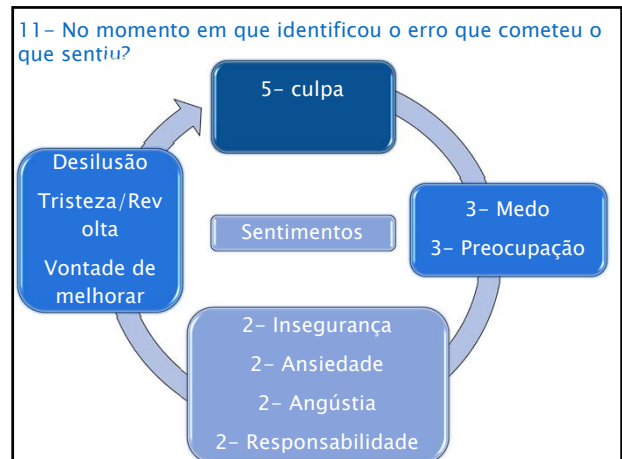 11- No momento em que identificou o erro que cometeu o
que sentiu?
5- culpa
3- Medo
3- Preocupação
2- Insegurança
2- Ansiedade
2- Angústia
2- Responsabilidade
Desilusão
Tristeza/Rev
olta
Vontade de
melhorar
Sentimentos